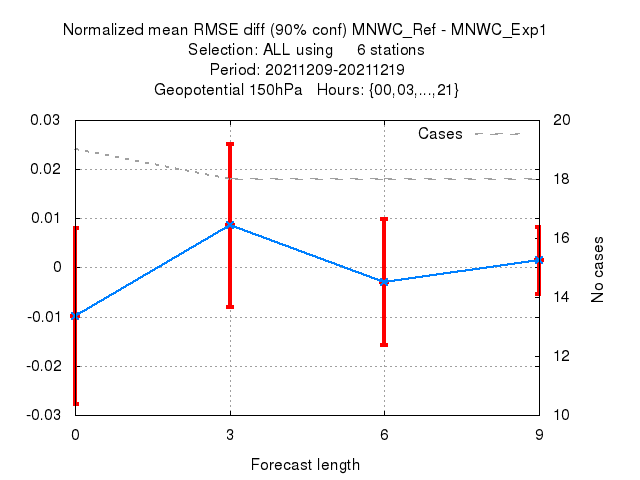 Normalized mean RMSE diff (90% conf) MNWC_Ref - MNWC_Exp1
Selection: ALL using 6 stations
Period: 20211209-20211219
Geopotential 150hPa Hours: {00,03,...,21}
Cases
0.03
0.02
0.01
0
-0.01
-0.02
-0.03
20
18
16
14
12
10
No cases
0 3 6 9
Forecast length